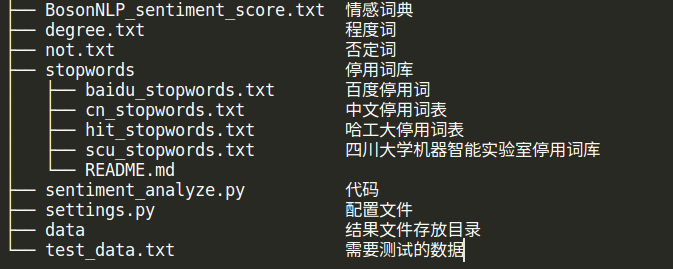 ├── BosonNLP_sentiment_score.txt  情感词典
├── degree.txt                    程度词
├── not.txt                       否定词
├── stopwords                     停用词库
│   ├── baidu_stopwords.txt       百度停用词
│   ├── cn_stopwords.txt          中文停用词表
│   ├── hit_stopwords.txt         哈工大停用词表
│   ├── scu_stopwords.txt         四川大学机器智能实验室停用词库
│   └── README.md
├── sentiment_analyze.py          代码
├── settings.py                   配置文件
├── data                          结果文件存放目录
└── test_data.txt                 需要测试的数据